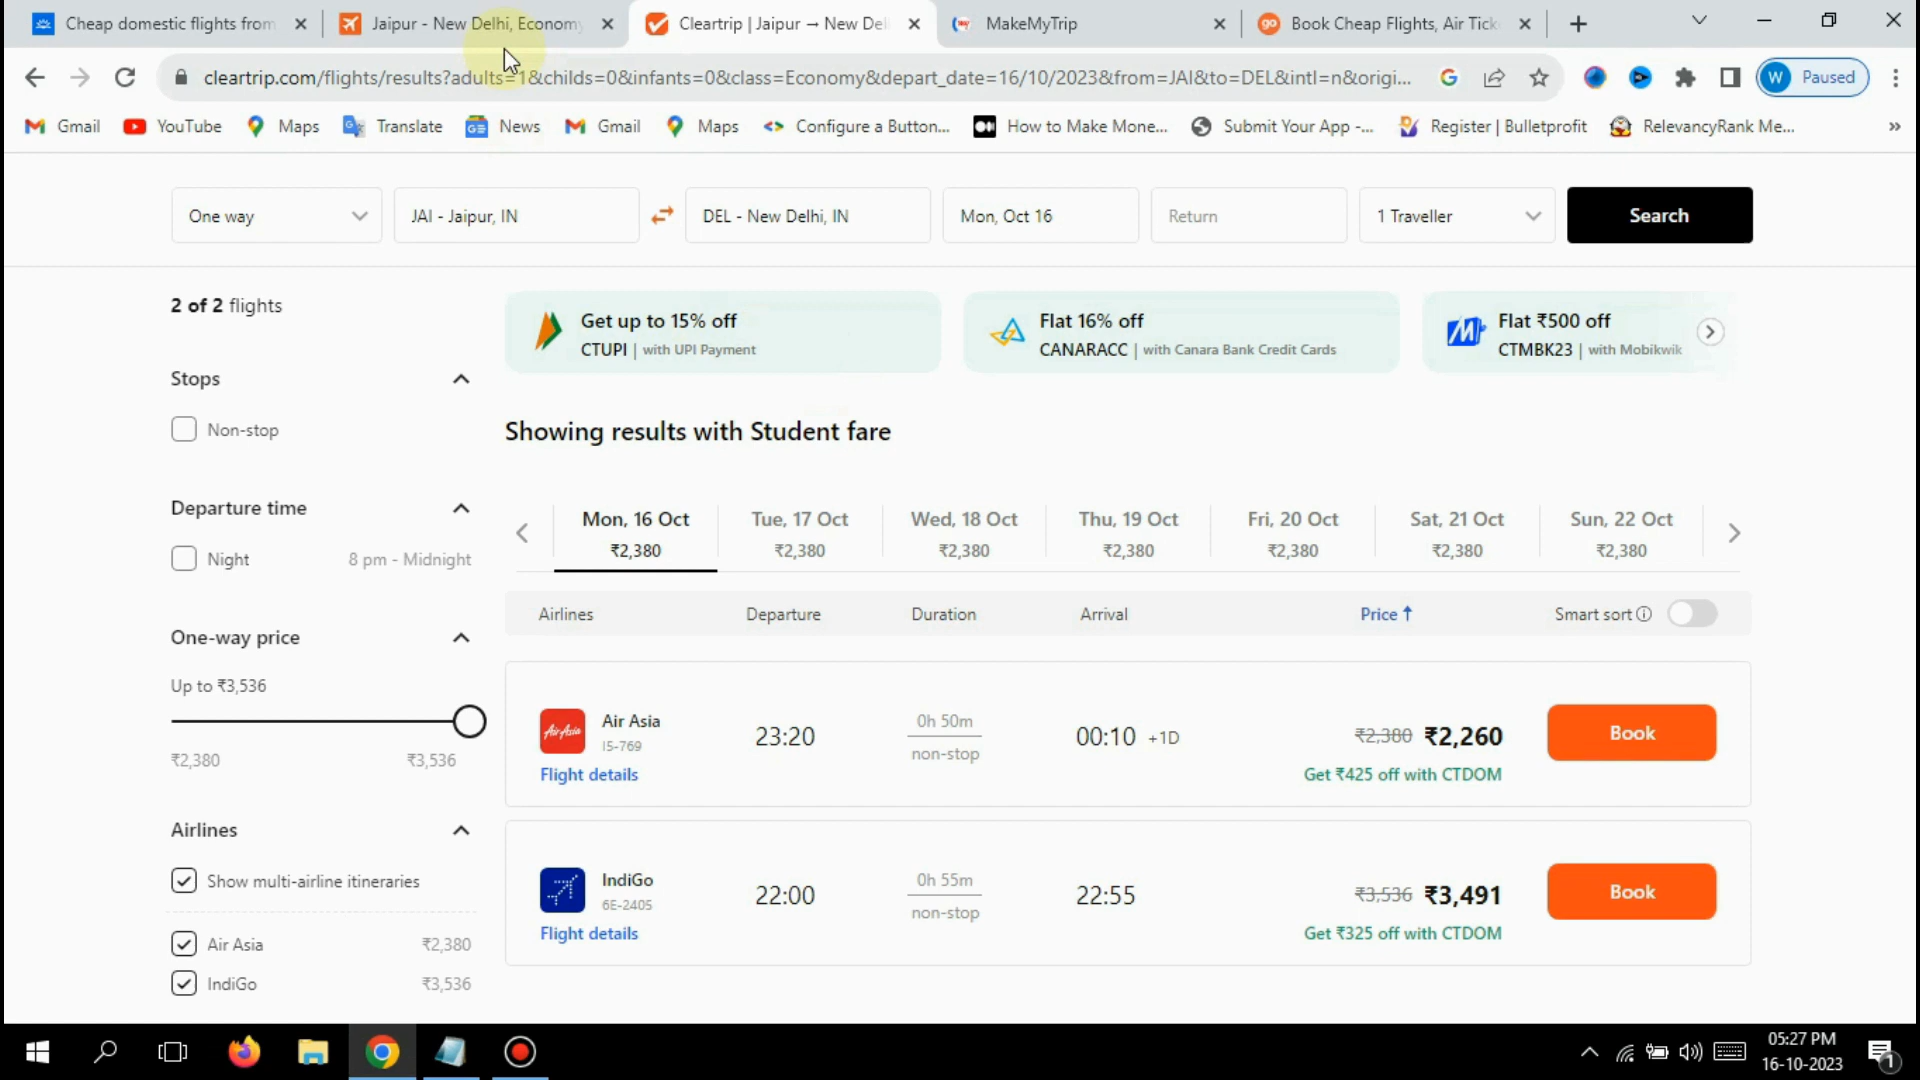 Cheap domestic flights from
Jaipur - New Delhi, Economy
Cleartrip | Jaipur → New Del
MakeMyTrip
Book Cheap Flights, Air Tick
cleartrip.com/flights/results?adults=1&childs=0&infants=0&class=Economy&depart_date=16/10/2023&from=JAI&to=DEL&intl=n&origi...
W Paused
Gmail YouTube Maps Translate News Gmail Maps Configure a Button... How to Make Mone... Submit Your App -... Register | Bulletprofit RelevancyRank Me... »
One way
JAI - Jaipur, IN
DEL - New Delhi, IN
Mon, Oct 16
Return
1 Traveller
Search
2 of 2 flights
Get up to 15% off
CTUPI | with UPI Payment
Flat 16% off
CANARACC | with Canara Bank Credit Cards
Flat ₹500 off
CTMBK23 | with Mobikwik
Stops
Non-stop
Showing results with Student fare
Departure time
Night 8 pm - Midnight
Mon, 16 Oct
₹2,380
Tue, 17 Oct
₹2,380
Wed, 18 Oct
₹2,380
Thu, 19 Oct
₹2,380
Fri, 20 Oct
₹2,380
Sat, 21 Oct
₹2,380
Sun, 22 Oct
₹2,380
One-way price
Up to ₹3,536
₹2,380 ₹3,536
Airlines Departure Duration Arrival Price ↑ Smart sort
Air Asia
I5-769
Flight details
23:20
0h 50m
non-stop
00:10 +1D
₹2,380 ₹2,260
Get ₹425 off with CTDOM
Book
Airlines
Show multi-airline itineraries
Air Asia ₹2,380
IndiGo ₹3,536
IndiGo
6E-2405
Flight details
22:00
0h 55m
non-stop
22:55
₹3,536 ₹3,491
Get ₹325 off with CTDOM
Book
05:27 PM
16-10-2023
1